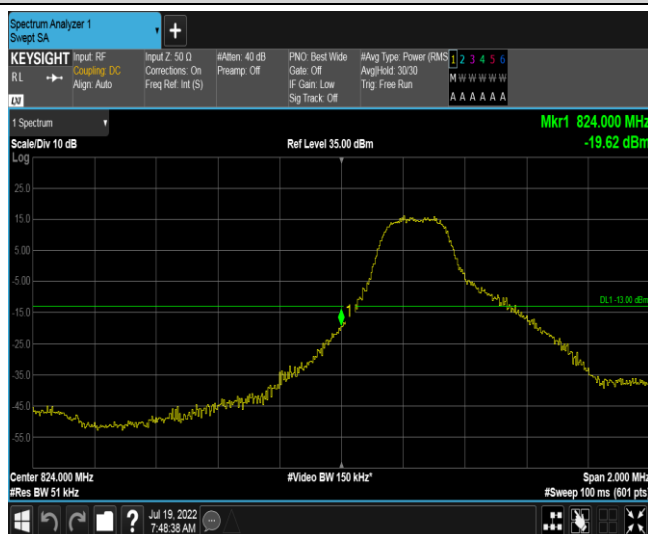 Spectrum Analyzer 1
Swept SA
KEYSIGHT
RL
LXI
Input: RF
Coupling: DC
Align: Auto
Input Z: 50 Ω
Corrections: On
Freq Ref: Int (S)
#Atten: 40 dB
Preamp: Off
PNO: Best Wide
Gate: Off
IF Gain: Low
Sig Track: Off
#Avg Type: Power (RMS
Avg|Hold: 30/30
Trig: Free Run
1 2 3 4 5 6
M W W W W W
A A A A A A
1 Spectrum
Scale/Div 10 dB
Log
Ref Level 35.00 dBm
Mkr1 824.000 MHz
-19.62 dBm
25.0
15.0
5.00
-5.00
-15.0
-25.0
-35.0
-45.0
-55.0
1
DL1 -13.00 dBm
Center 824.000 MHz
#Res BW 51 kHz
#Video BW 150 kHz*
Span 2.000 MHz
#Sweep 100 ms (601 pts)
?
Jul 19, 2022
7:48:38 AM